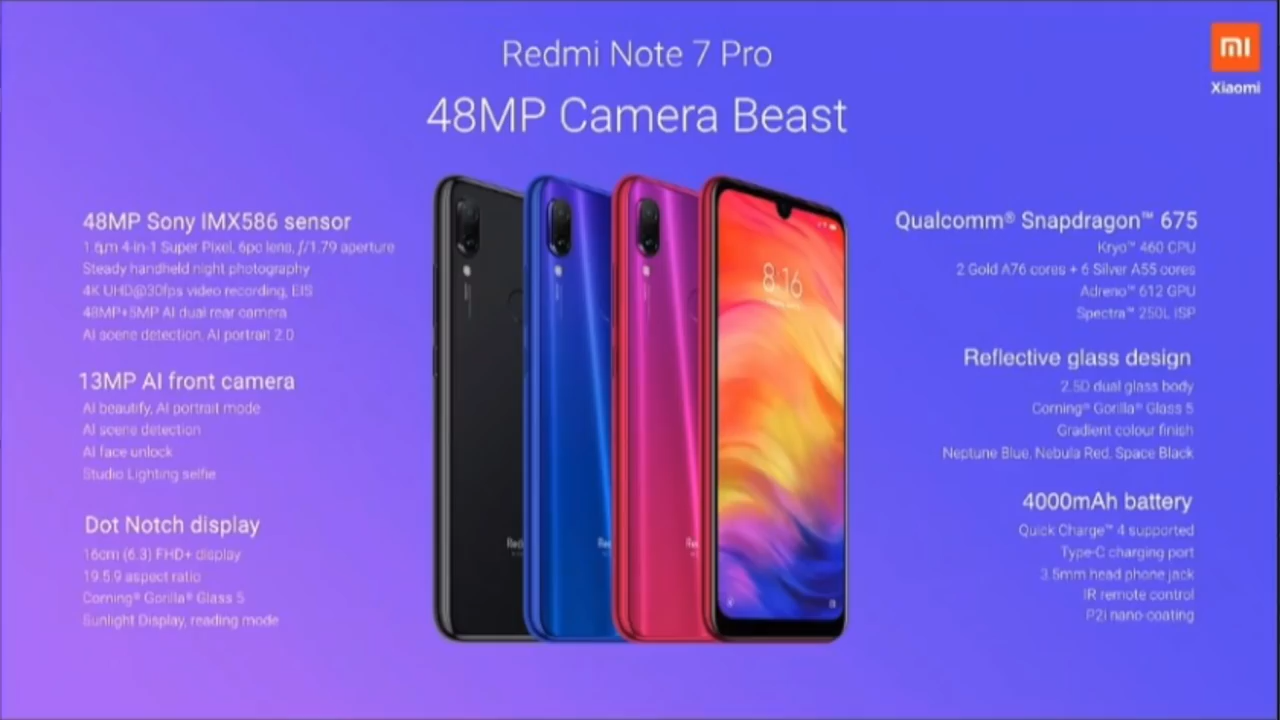 Redmi Note 7 Pro
48MP Camera Beast
mi
Xiaomi
48MP Sony IMX586 sensor
1.6µm 4-in-1 Super Pixel, 6pc lens, ƒ/1.79 aperture
Steady handheld night photography
4K UHD@30fps video recording, EIS
48MP+5MP AI dual rear camera
AI scene detection, AI portrait 2.0
13MP AI front camera
AI beautify, AI portrait mode
AI scene detection
AI face unlock
Studio Lighting selfie
Dot Notch display
16cm (6.3) FHD+ display
19.5:9 aspect ratio
Corning® Gorilla® Glass 5
Sunlight Display, reading mode
8:16
Redmi
Re
Re
Qualcomm® Snapdragon™ 675
Kryo™ 460 CPU
2 Gold A76 cores + 6 Silver A55 cores
Adreno™ 612 GPU
Spectra™ 250L ISP
Reflective glass design
2.5D dual glass body
Corning® Gorilla® Glass 5
Gradient colour finish
Neptune Blue, Nebula Red, Space Black
4000mAh battery
Quick Charge™ 4 supported
Type-C charging port
3.5mm head phone jack
IR remote control
P2i nano-coating